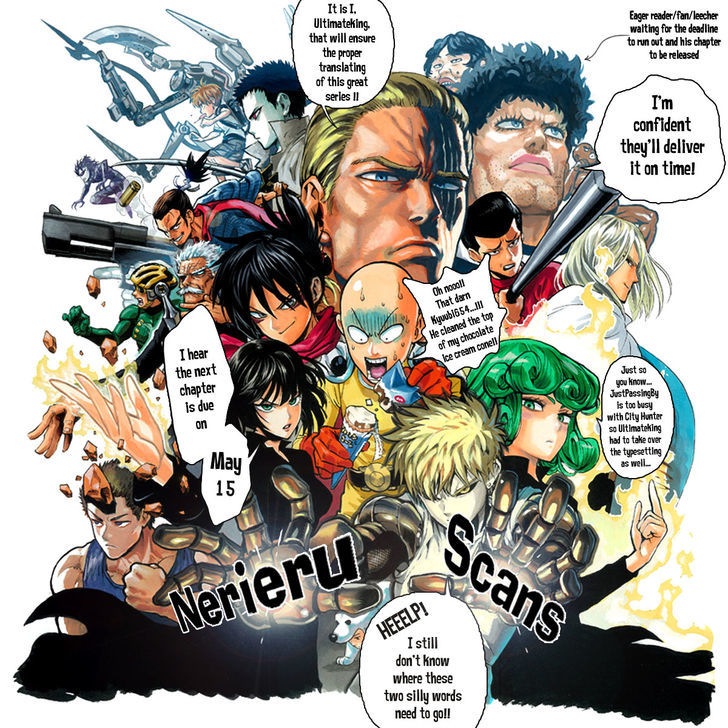 It is I,
Ultimateking,
that will ensure
the proper
translating
of this great
series !!
Eager reader/fan/leecher
waiting for the deadline
to run out and his chapter
to be released
I'm
confident
they'll deliver
it on time!
Oh nooo!!
That darn
Kyuubi654...!!!
He cleaned the top
of my chocolate
Ice cream cone!!
I hear
the next
chapter
is due
on
May
15
Just so
you know...
JustPassingBy
is too busy
with City Hunter
so Ultimateking
had to take over
the typesetting
as well...
Nerieru
Scans
HEEELP!
I still
don't know
where these
two silly words
need to go!!